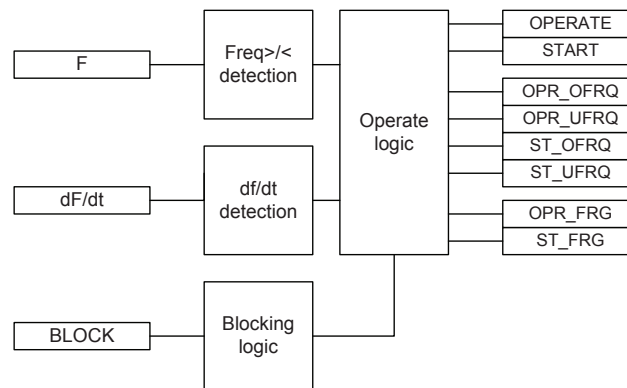 F
Freq>/<
detection
dF/dt
df/dt
detection
BLOCK
Blocking
logic
Operate
logic
OPERATE
START
OPR_OFRQ
OPR_UFRQ
ST_OFRQ
ST_UFRQ
OPR_FRG
ST_FRG